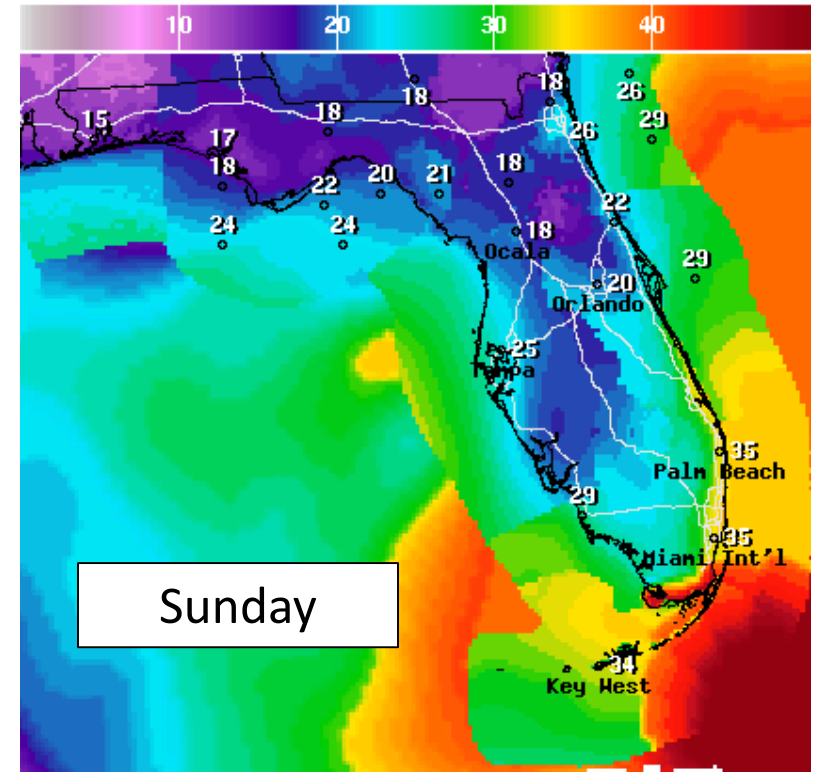 10 20 30 40
18 18 26
15 18 26 29
17
18 18
22 20 21 22
24 24 18
Ocala 29
20
Orlando
25
Tampa
35
Palm Beach
29
35
Miami Int'l
Sunday
34
Key West